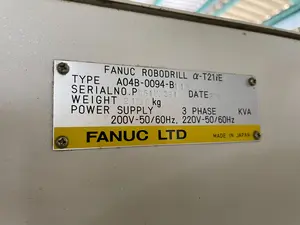 FANUC ROBODRILL α-T21iE
TYPE A04B-0094-B
SERIAL NO. P
WEIGHT kg
POWER SUPPLY 3 PHASE KVA
200V-50/60Hz, 220V-50/60Hz
FANUC LTD MADE IN JAPAN